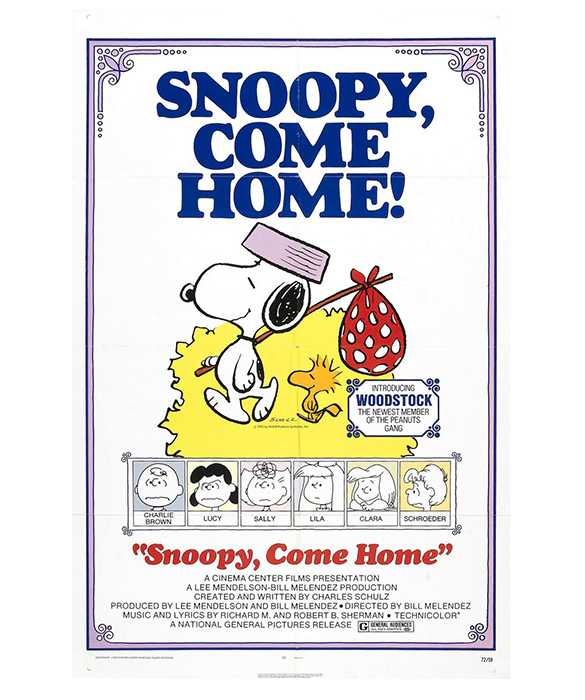 SNOOPY,
COME
HOME!
INTRODUCING
WOODSTOCK
THE NEWEST MEMBER
OF THE PEANUTS
GANG
CHARLIE
BROWN
LUCY
SALLY
LILA
CLARA
SCHROEDER
"Snoopy, Come Home"
A CINEMA CENTER FILMS PRESENTATION
A LEE MENDELSON-BILL MELENDEZ PRODUCTION
CREATED AND WRITTEN BY CHARLES SCHULZ
PRODUCED BY LEE MENDELSON AND BILL MELENDEZ • DIRECTED BY BILL MELENDEZ
MUSIC AND LYRICS BY RICHARD M. AND ROBERT B. SHERMAN • TECHNICOLOR®
A NATIONAL GENERAL PICTURES RELEASE
G GENERAL AUDIENCES
72/59